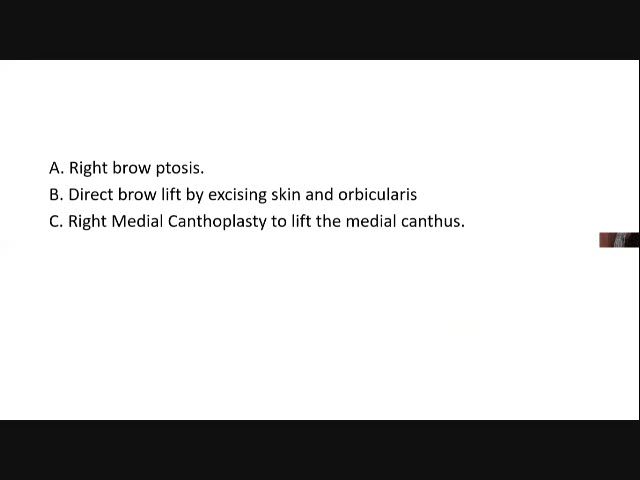 A. Right brow ptosis.
B. Direct brow lift by excising skin and orbicularis
C. Right Medial Canthoplasty to lift the medial canthus.